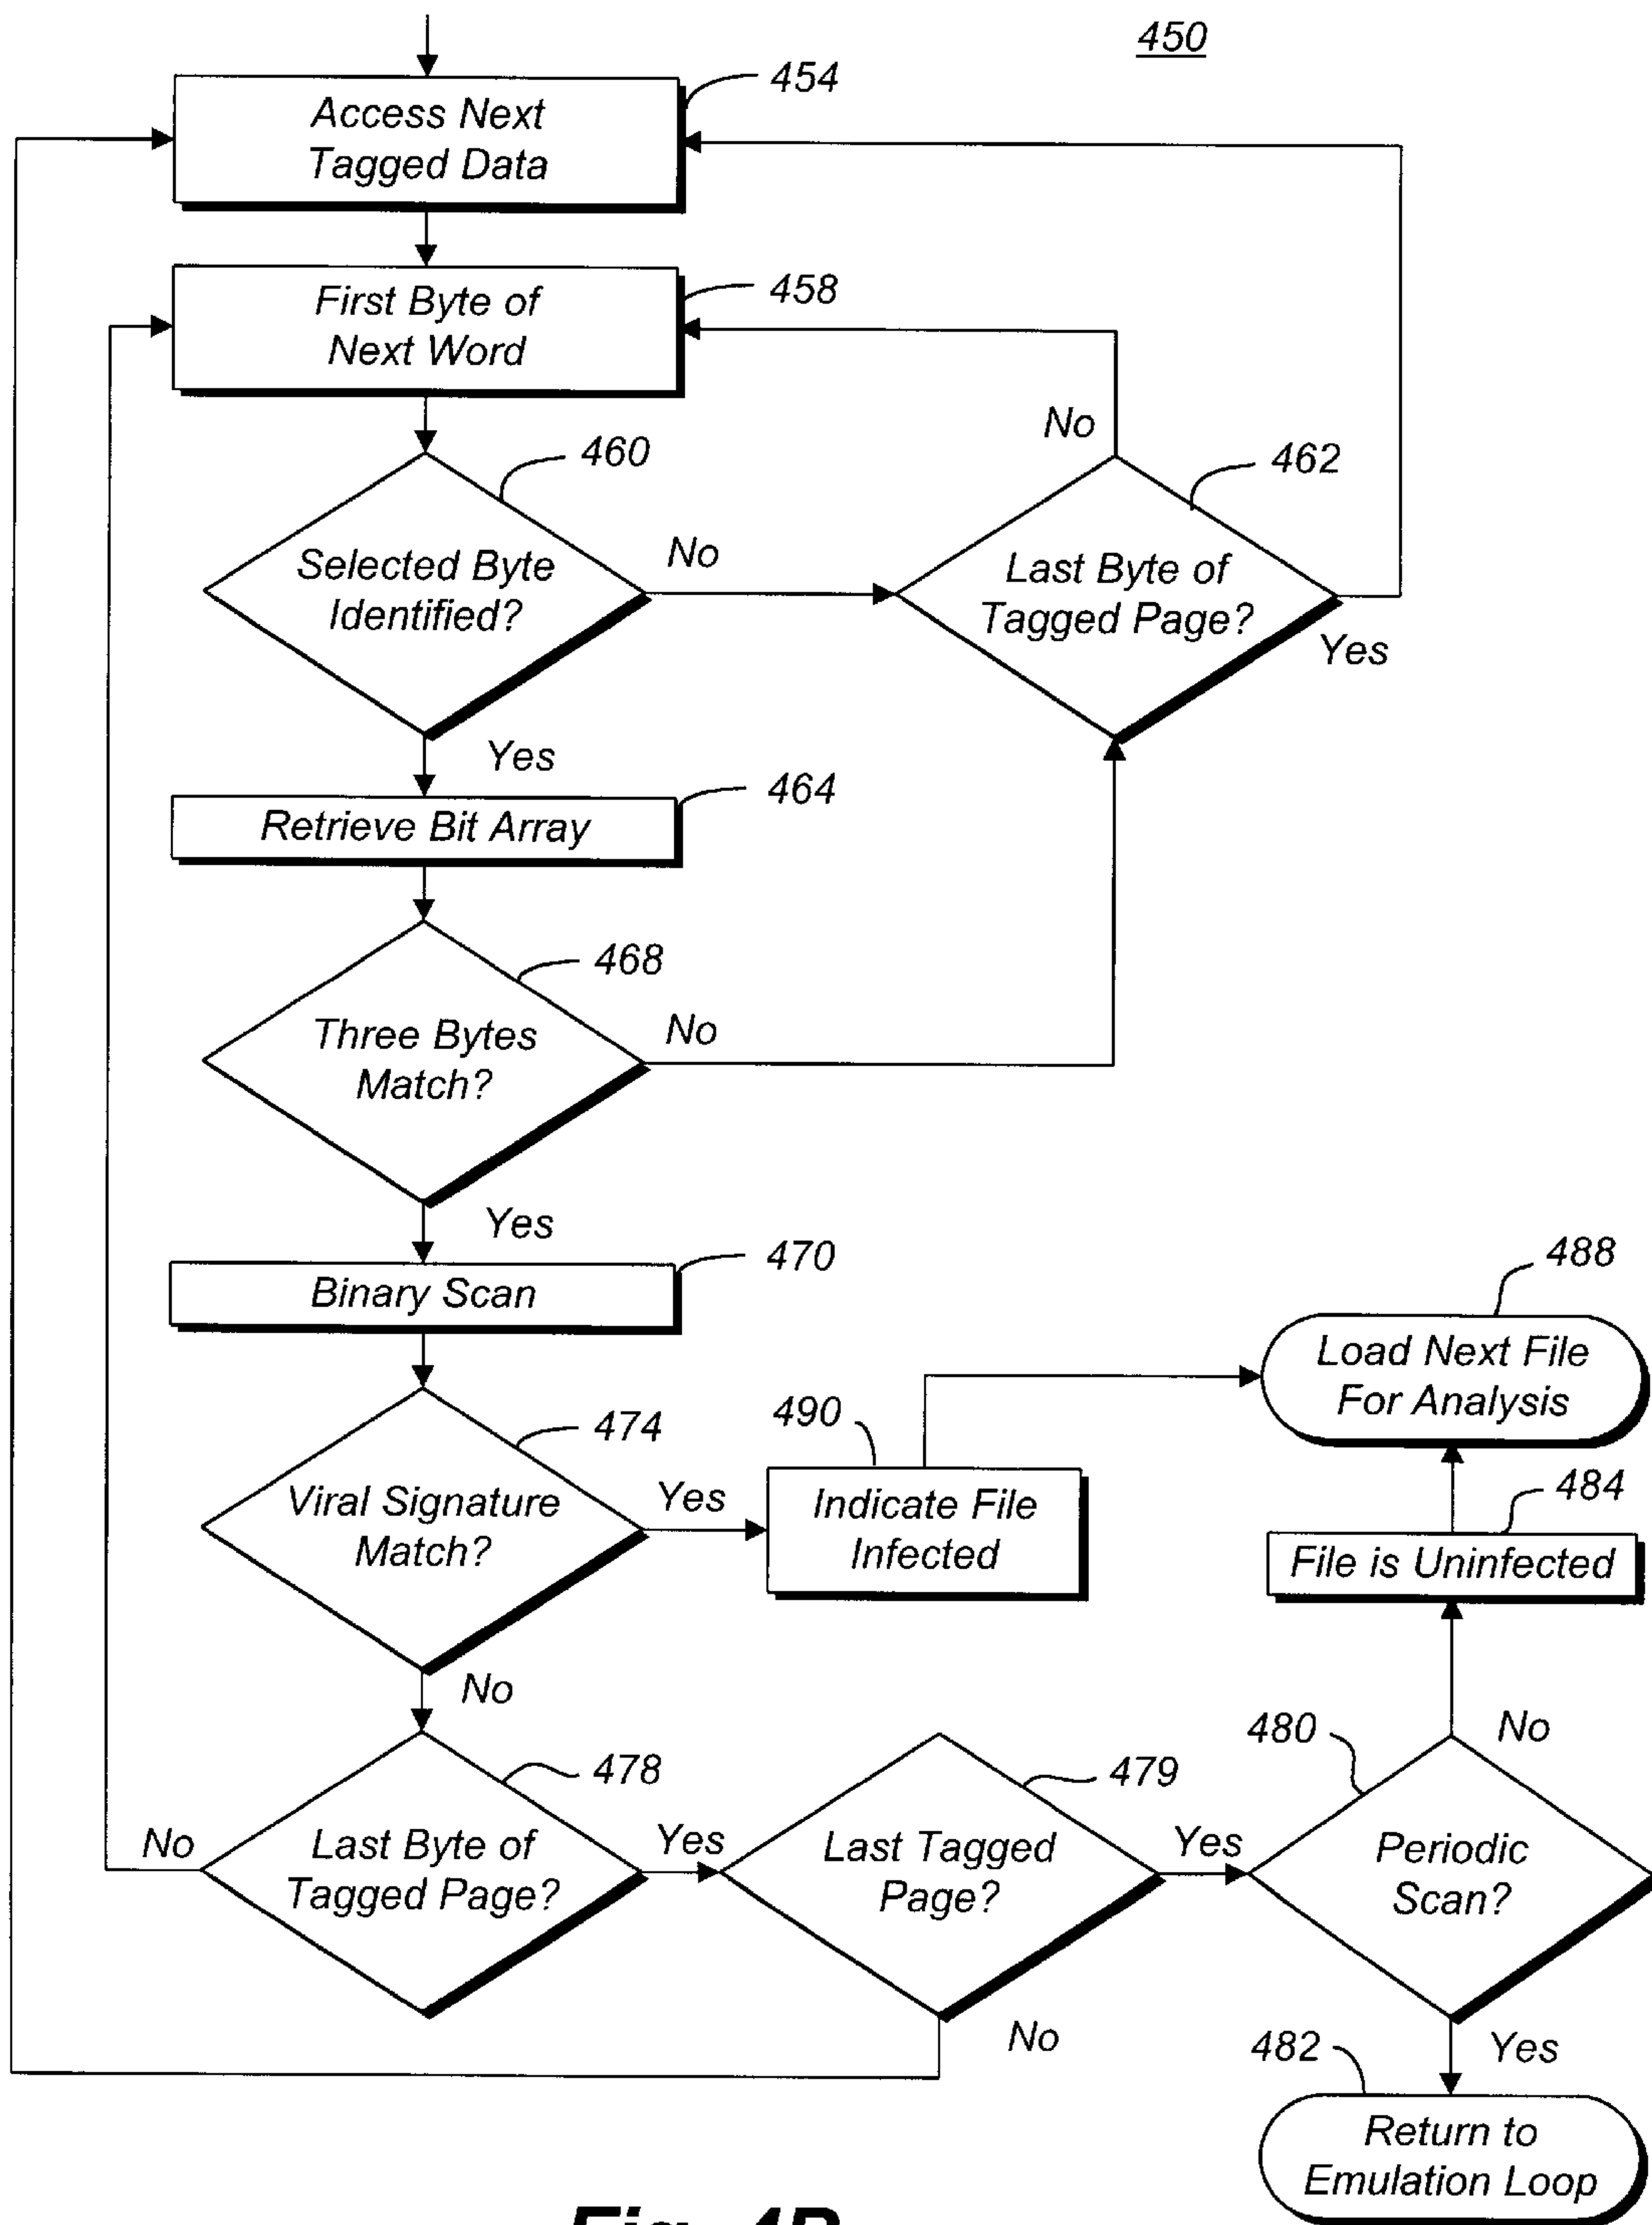 450
454
Access Next
Tagged Data
458
First Byte of
Next Word
No
460
462
Selected Byte
Identified?
No
Last Byte of
Tagged Page?
Yes
Yes
464
Retrieve Bit Array
468
Three Bytes
Match?
No
Yes
470
Binary Scan
488
Load Next File
For Analysis
490
474
Viral Signature
Match?
Yes
Indicate File
Infected
484
File is Uninfected
No
480
No
478
479
No
Last Byte of
Tagged Page?
Yes
Last Tagged
Page?
Yes
Periodic
Scan?
No
482
Yes
Return to
Emulation Loop